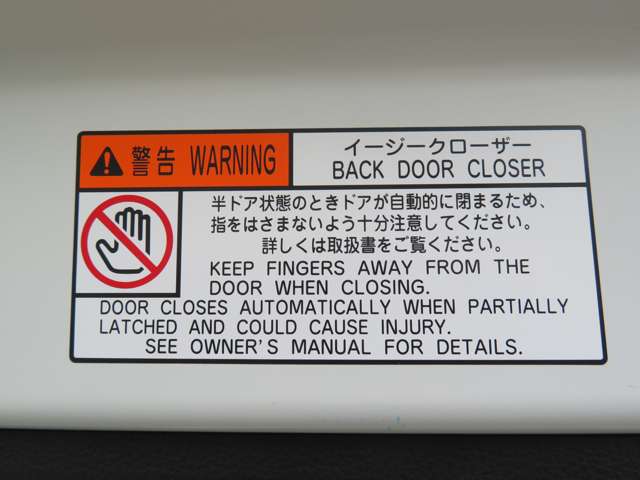 警告 WARNING
イージークローザー
BACK DOOR CLOSER
半ドア状態のときドアが自動的に閉まるため、
指をはさまないよう十分注意してください。
詳しくは取扱書をご覧ください。
KEEP FINGERS AWAY FROM THE
DOOR WHEN CLOSING.
DOOR CLOSES AUTOMATICALLY WHEN PARTIALLY
LATCHED AND COULD CAUSE INJURY.
SEE OWNER'S MANUAL FOR DETAILS.